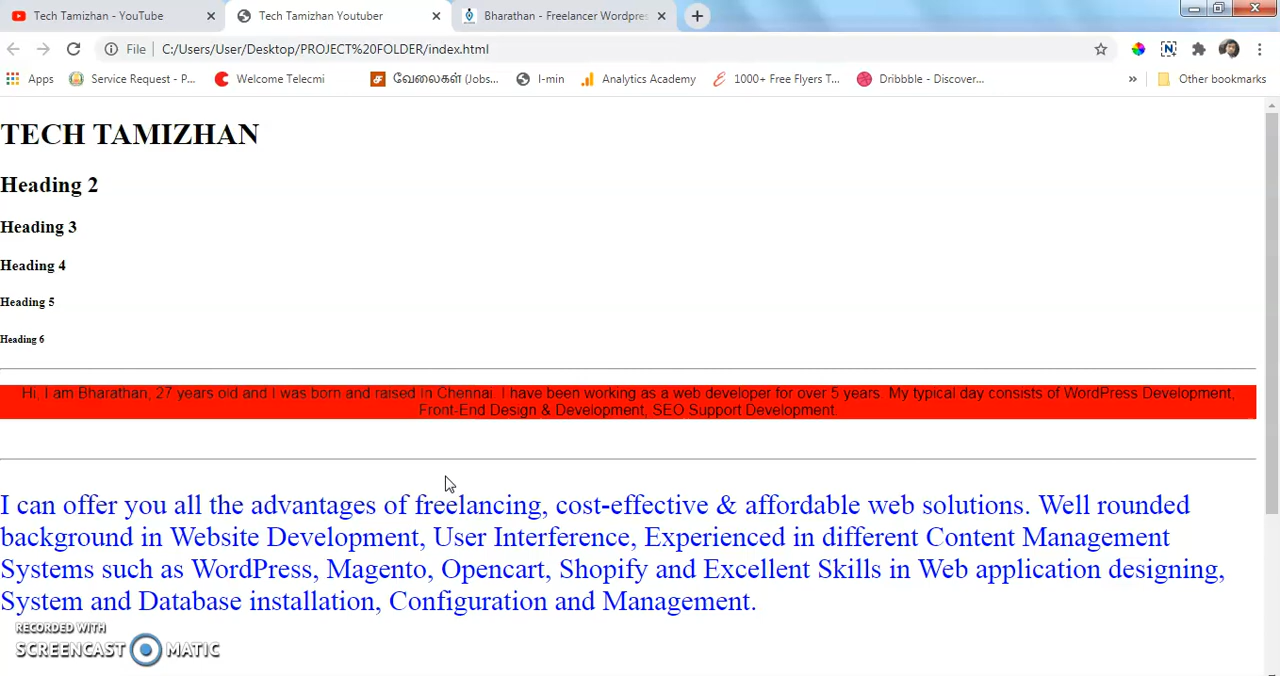 Tech Tamizhan - YouTube
Tech Tamizhan Youtuber
Bharathan - Freelancer Wordpres
File
C:/Users/User/Desktop/PROJECT%20FOLDER/index.html
Apps
Service Request - P...
Welcome Telecmi
வேலைகள் (Jobs...
I-min
Analytics Academy
1000+ Free Flyers T...
Dribbble - Discover...
»
Other bookmarks
TECH TAMIZHAN
Heading 2
Heading 3
Heading 4
Heading 5
Heading 6
Hi, I am Bharathan, 27 years old and I was born and raised in Chennai. I have been working as a web developer for over 5 years. My typical day consists of WordPress Development,
Front-End Design & Development, SEO Support Development.
I can offer you all the advantages of freelancing, cost-effective & affordable web solutions. Well rounded
background in Website Development, User Interference, Experienced in different Content Management
Systems such as WordPress, Magento, Opencart, Shopify and Excellent Skills in Web application designing,
System and Database installation, Configuration and Management.
RECORDED WITH
SCREENCAST MATIC